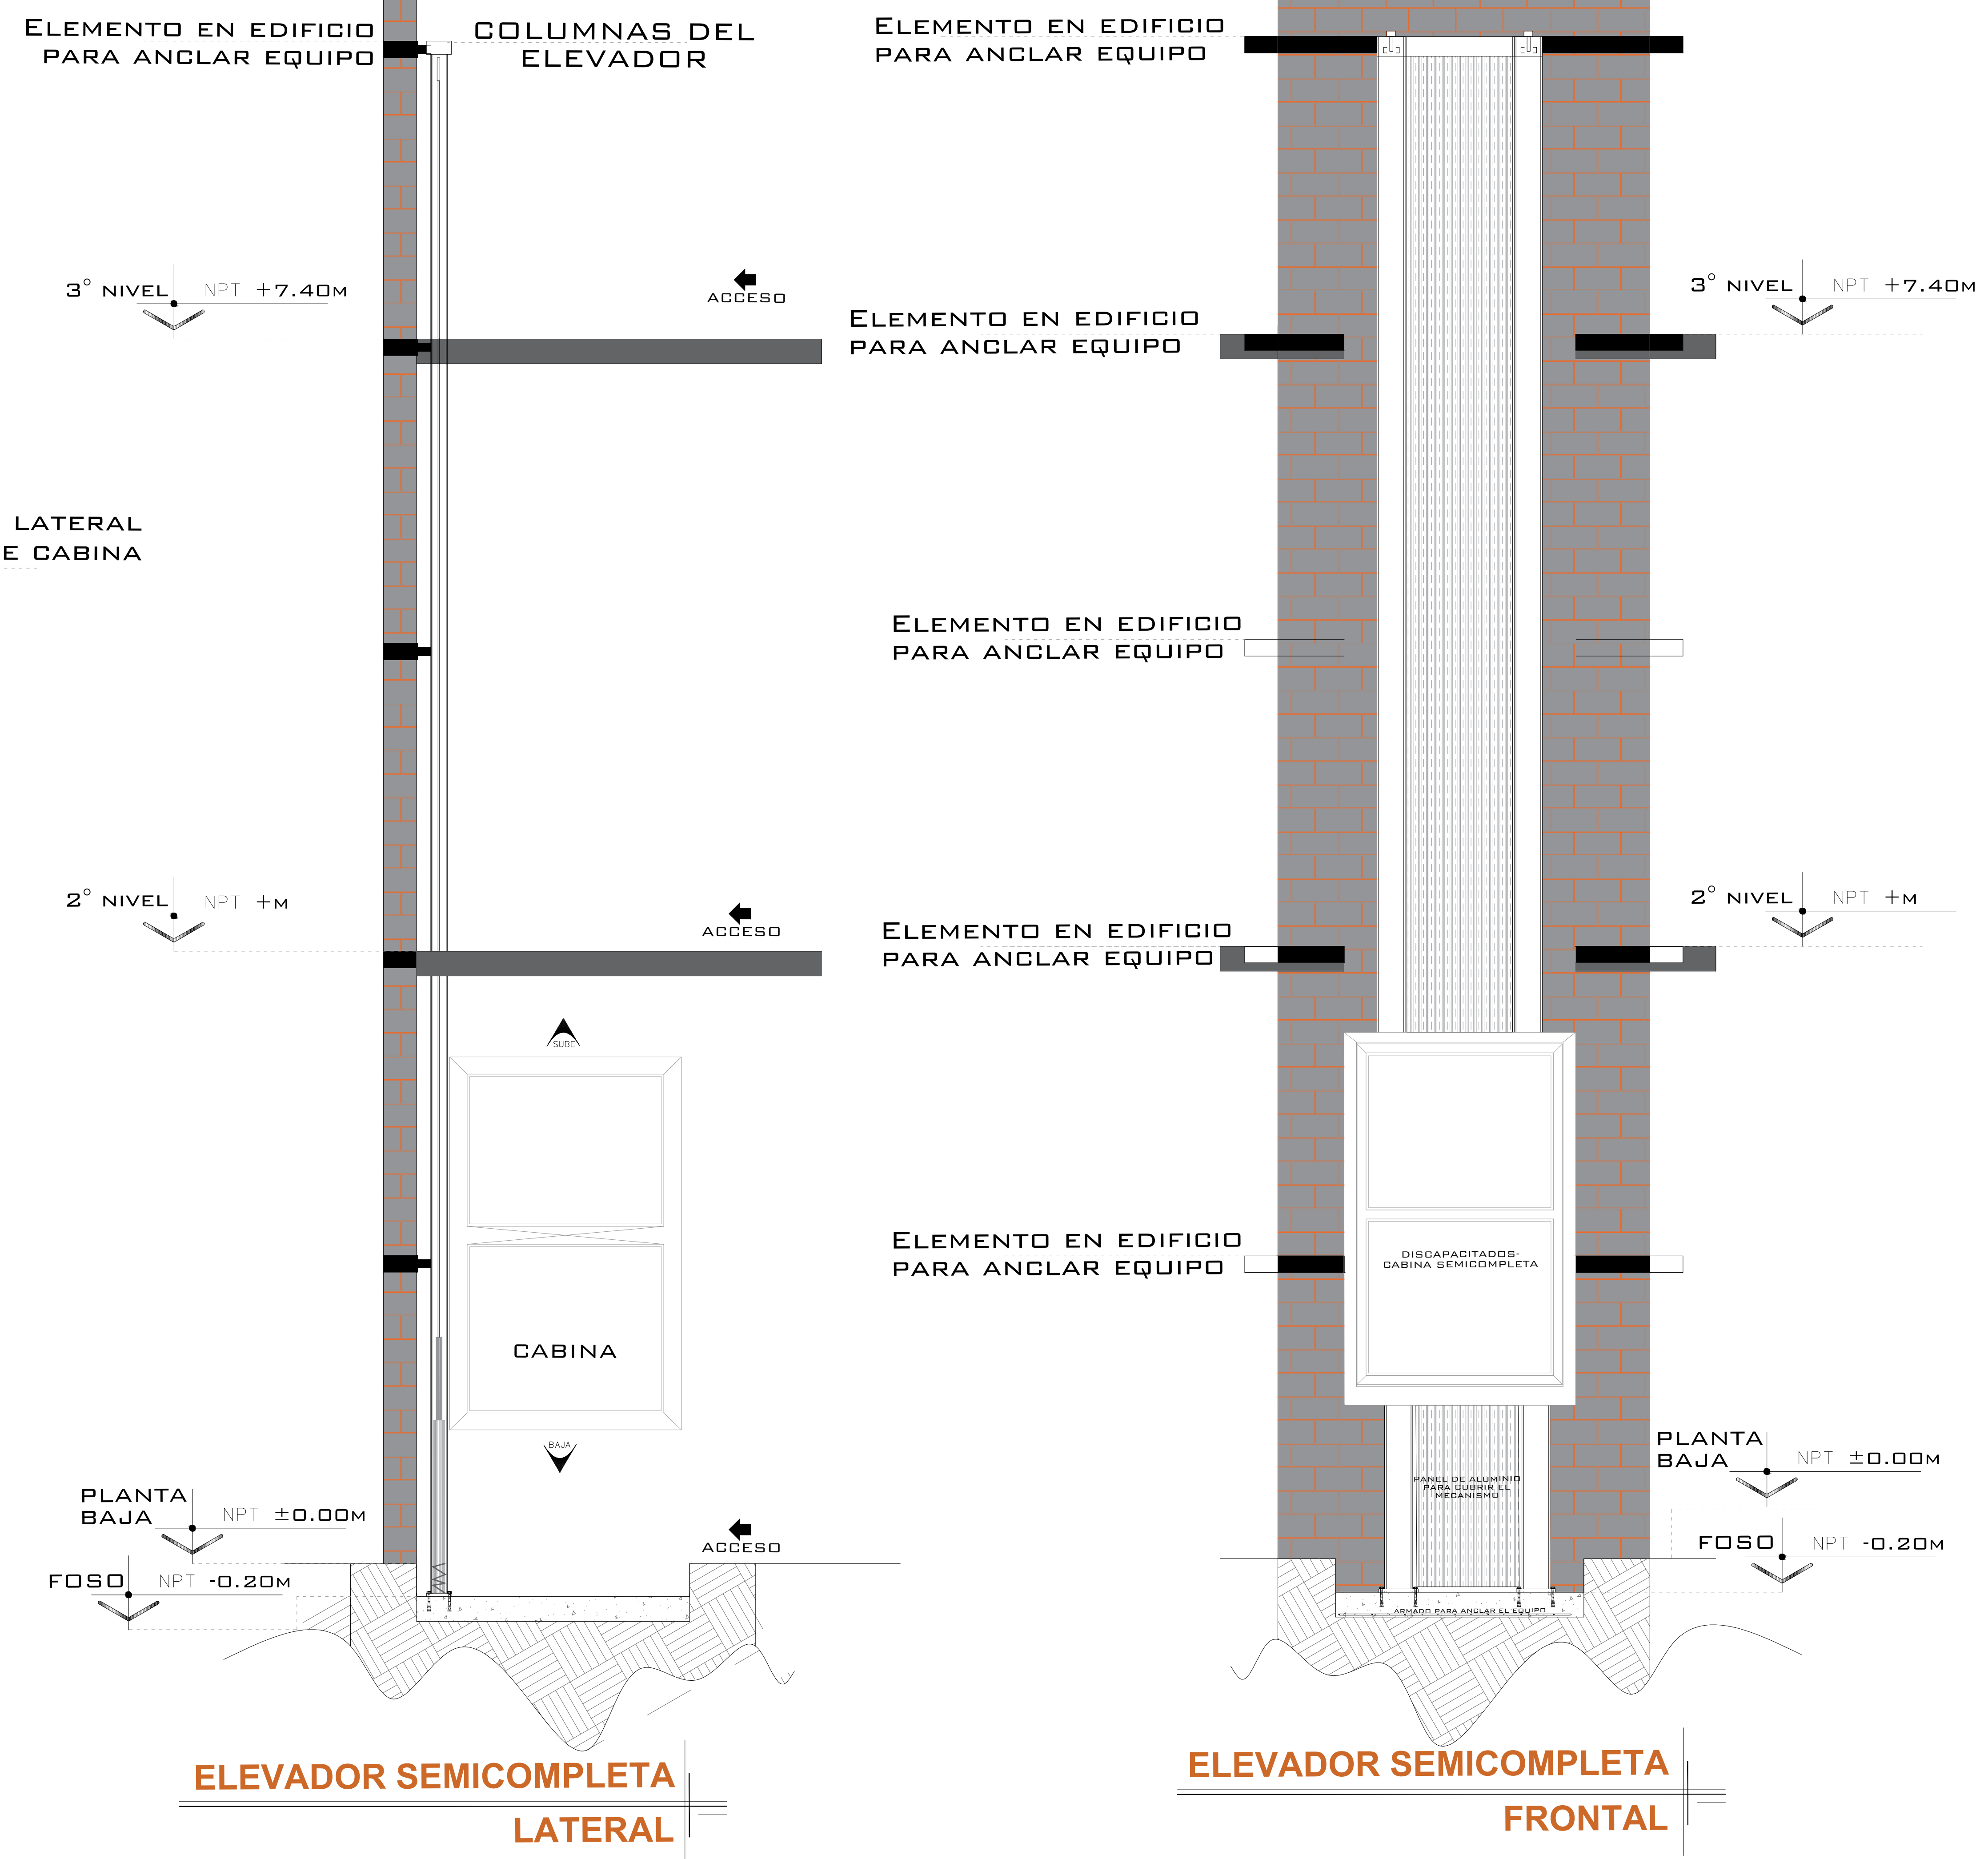 Elemento en edificio
para anclar equipo
COLUMNAS DEL
ELEVADOR
3° nivel NPT +7.40m
ACCESO
LATERAL
E CABINA
2° nivel NPT +m
ACCESO
SUBE
CABINA
BAJA
PLANTA
BAJA NPT ±0.00m
ACCESO
FOSO NPT -0.20m
ELEVADOR SEMICOMPLETA
LATERAL
Elemento en edificio
para anclar equipo
3° nivel NPT +7.40m
Elemento en edificio
para anclar equipo
Elemento en edificio
para anclar equipo
2° nivel NPT +m
Elemento en edificio
para anclar equipo
Elemento en edificio
para anclar equipo
DISCAPACITADOS-
CABINA SEMICOMPLETA
PLANTA
BAJA NPT ±0.00m
PANEL DE ALUMINIO
PARA CUBRIR EL
MECANISMO
FOSO NPT -0.20m
ARMADO PARA ANCLAR EL EQUIPO
ELEVADOR SEMICOMPLETA
FRONTAL